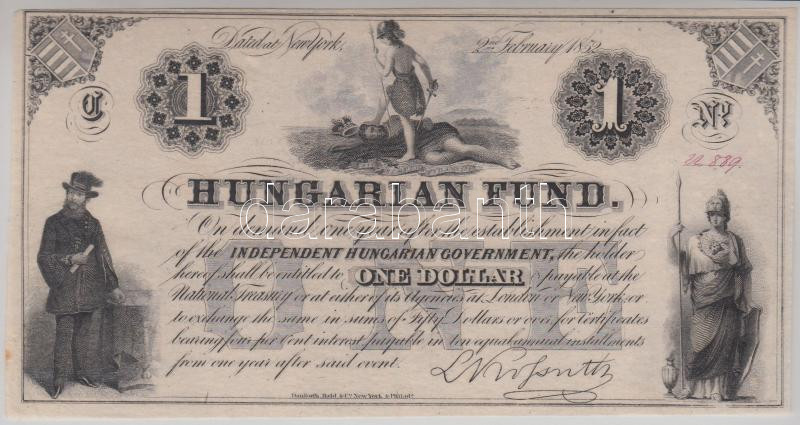 Dated at New York,
2nd February 1852
1
1
C
No
22,889.
HUNGARIAN FUND.
On demand, one year after the establishment in fact
of the INDEPENDENT HUNGARIAN GOVERNMENT, the holder
hereof shall be entitled to ONE DOLLAR payable at the
National Treasury or at either of its Agencies at London or New York, or
to exchange the same in sums of Fifty Dollars or over for Certificates
bearing four per Cent interest payable in ten equal annual installments
from one year after said event.
ONE
L Kossuth
Danforth, Bald & Co. New York & Philada.
darabanth